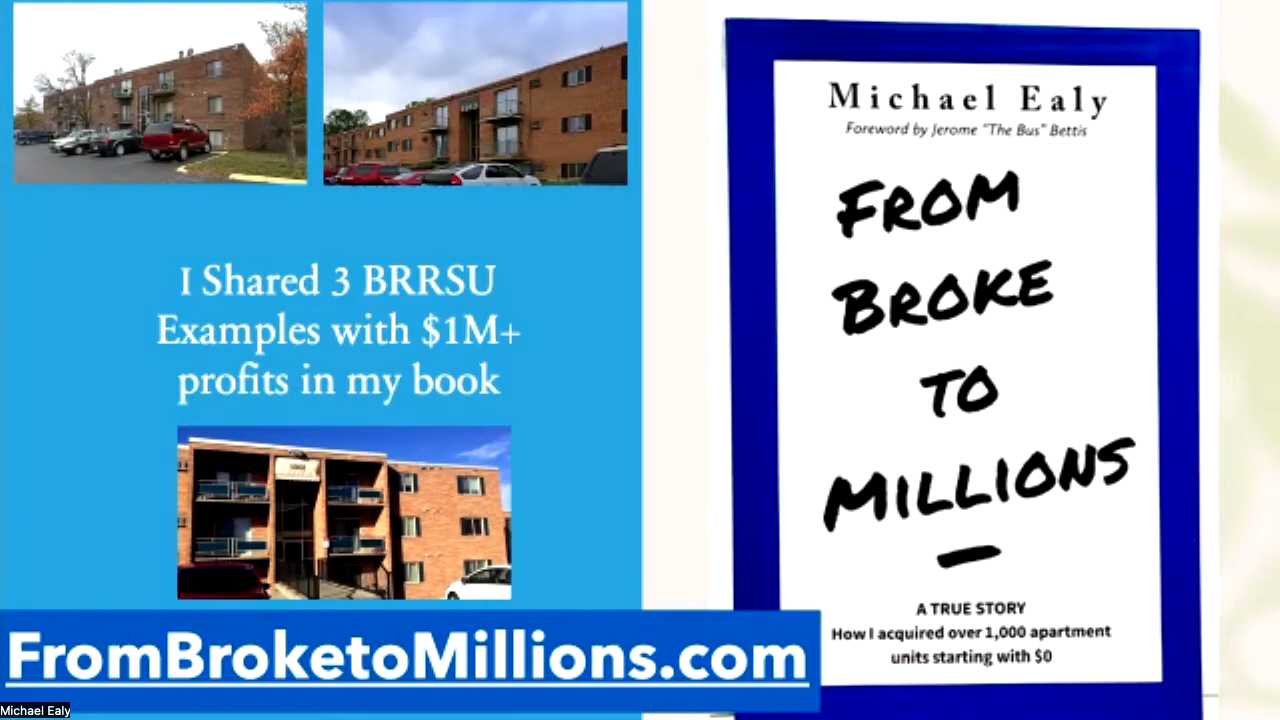 I Shared 3 BRRSU
Examples with $1M+
profits in my book
FromBroketoMillions.com
Michael Ealy
Michael Ealy
Foreword by Jerome “The Bus” Bettis
FROM
BROKE
TO
MILLIONS
A TRUE STORY
How I acquired over 1,000 apartment
units starting with $0